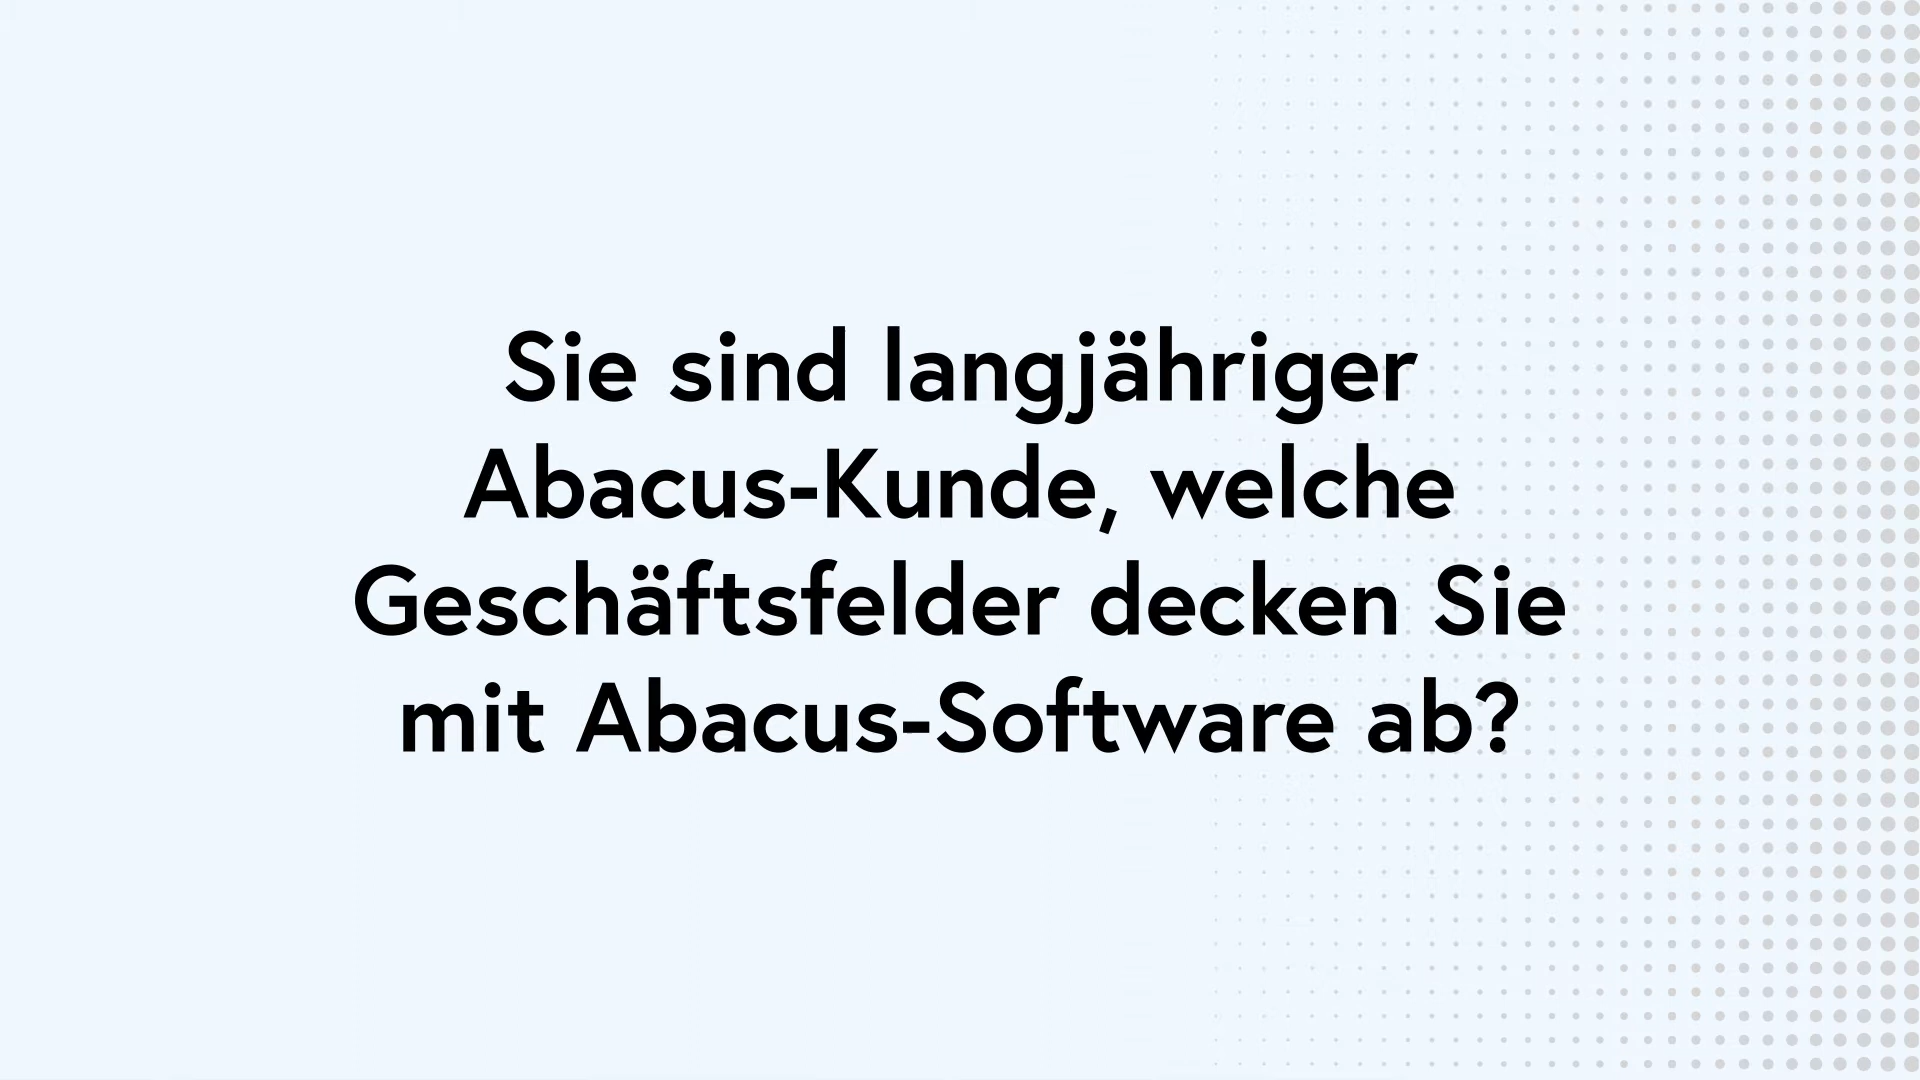 Sie sind langjähriger
Abacus-Kunde, welche
Geschäftsfelder decken Sie
mit Abacus-Software ab?